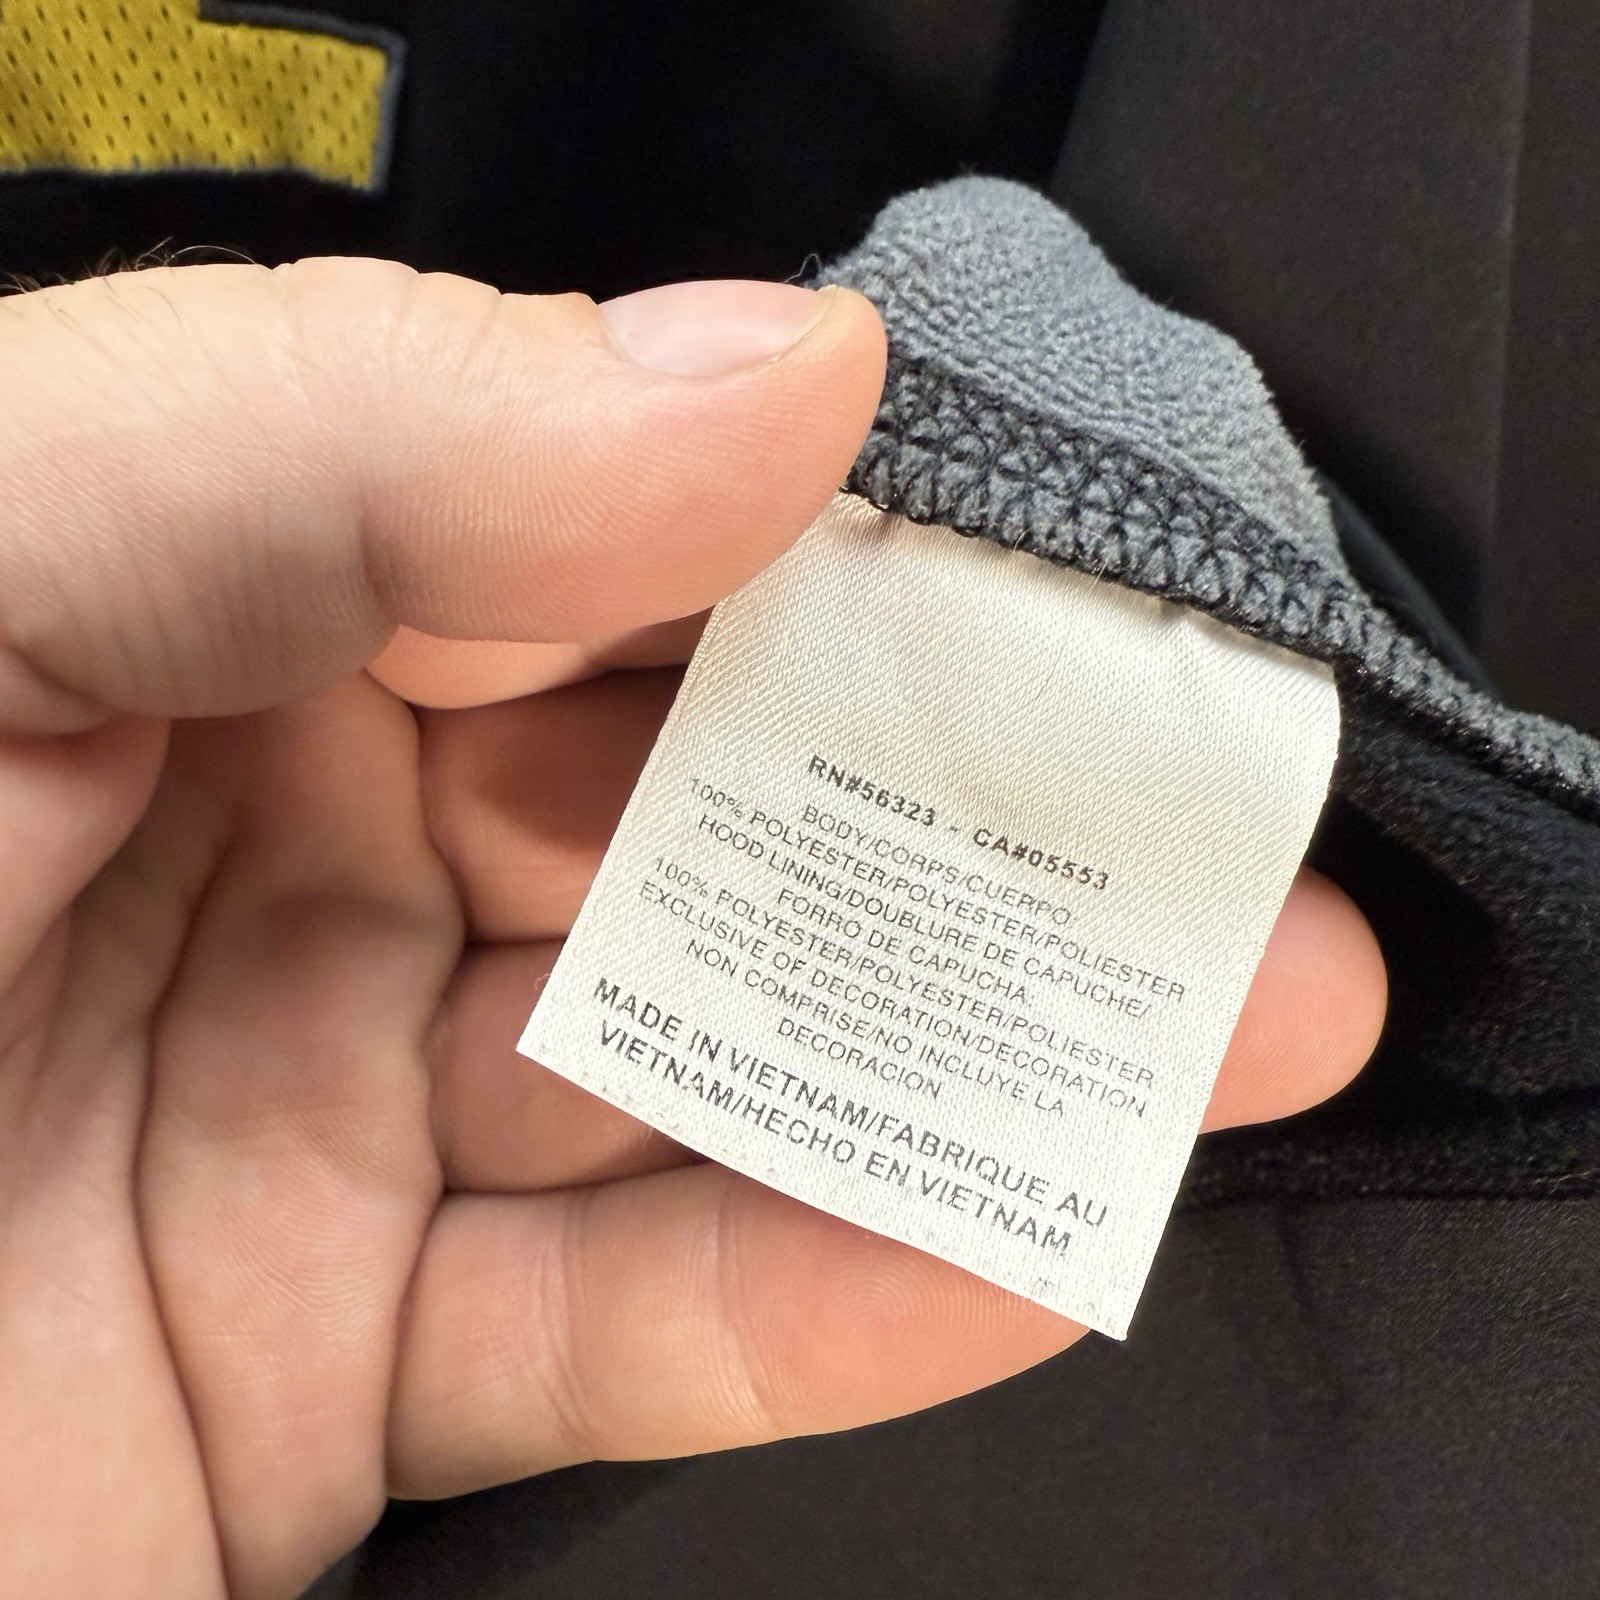 RN#56323 - CA#05553
BODY/CORPS/CUERPO
100% POLYESTER/POLYESTER/POLIESTER
HOOD LINING/DOUBLURE DE CAPUCHE/
FORRO DE CAPUCHA
100% POLYESTER/POLYESTER/POLIESTER
EXCLUSIVE OF DECORATION/DECORATION
NON COMPRISE/NO INCLUYE LA
DECORACION
MADE IN VIETNAM/FABRIQUE AU
VIETNAM/HECHO EN VIETNAM